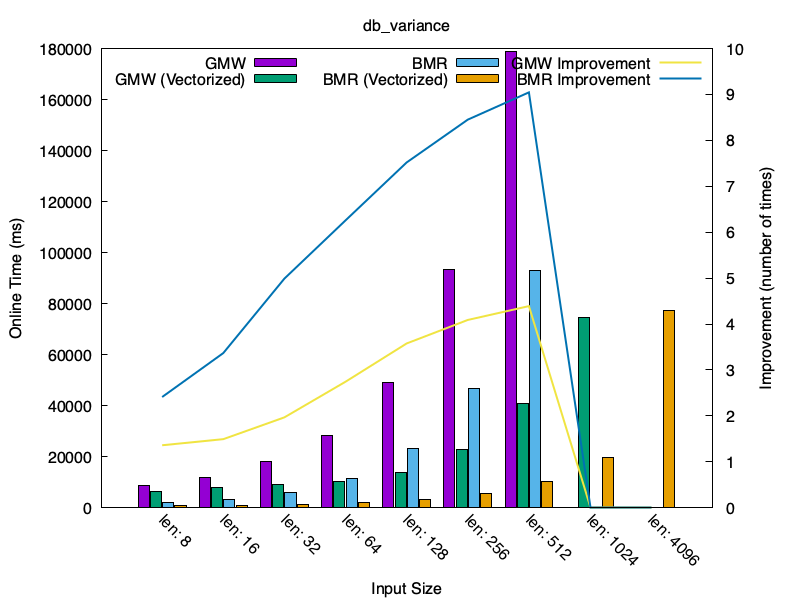 db_variance
GMW
GMW (Vectorized)
BMR
BMR (Vectorized)
GMW Improvement
BMR Improvement
Online Time (ms)
180000
160000
140000
120000
100000
80000
60000
40000
20000
0
10
9
8
7
6
5
4
3
2
1
0
Improvement (number of times)
len: 8
len: 16
len: 32
len: 64
len: 128
len: 256
len: 512
len: 1024
len: 4096
Input Size